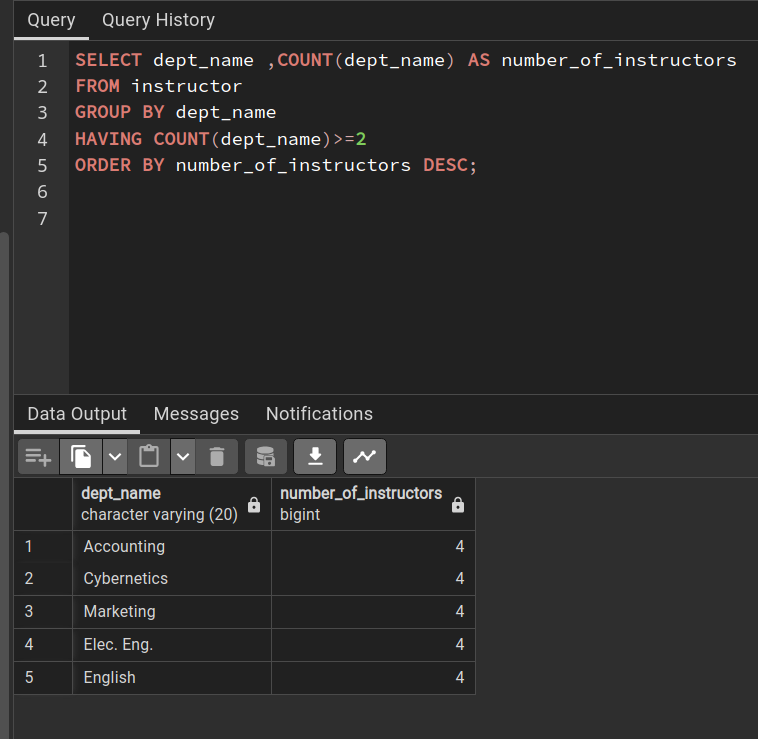 Query Query History
1 SELECT dept_name ,COUNT(dept_name) AS number_of_instructors
2 FROM instructor
3 GROUP BY dept_name
4 HAVING COUNT(dept_name)>=2
5 ORDER BY number_of_instructors DESC;
6
7
Data Output Messages Notifications
dept_name number_of_instructors
character varying (20) bigint
1 Accounting 4
2 Cybernetics 4
3 Marketing 4
4 Elec. Eng. 4
5 English 4